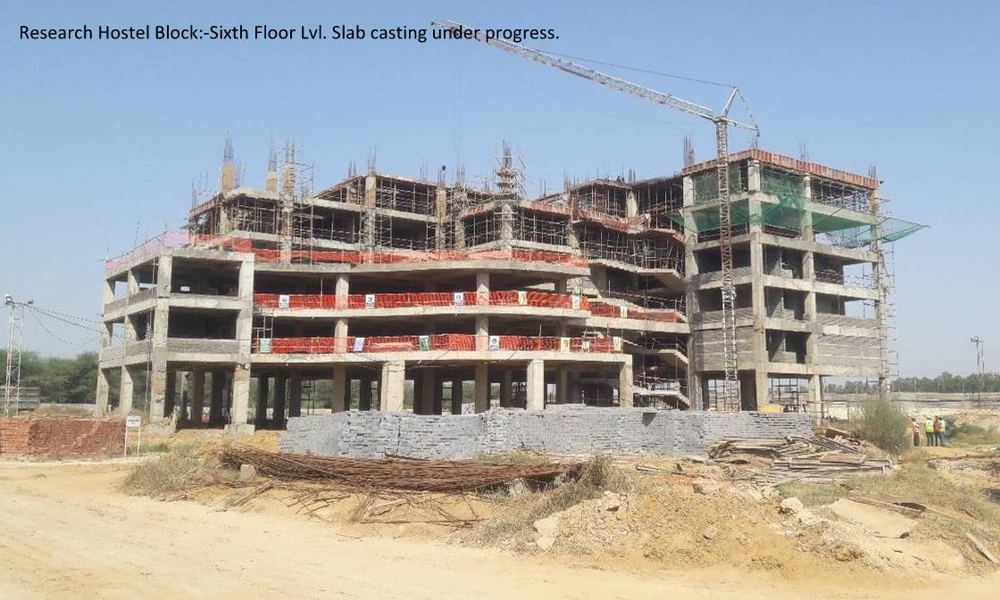 Research Hostel Block:-Sixth Floor Lvl. Slab casting under progress.